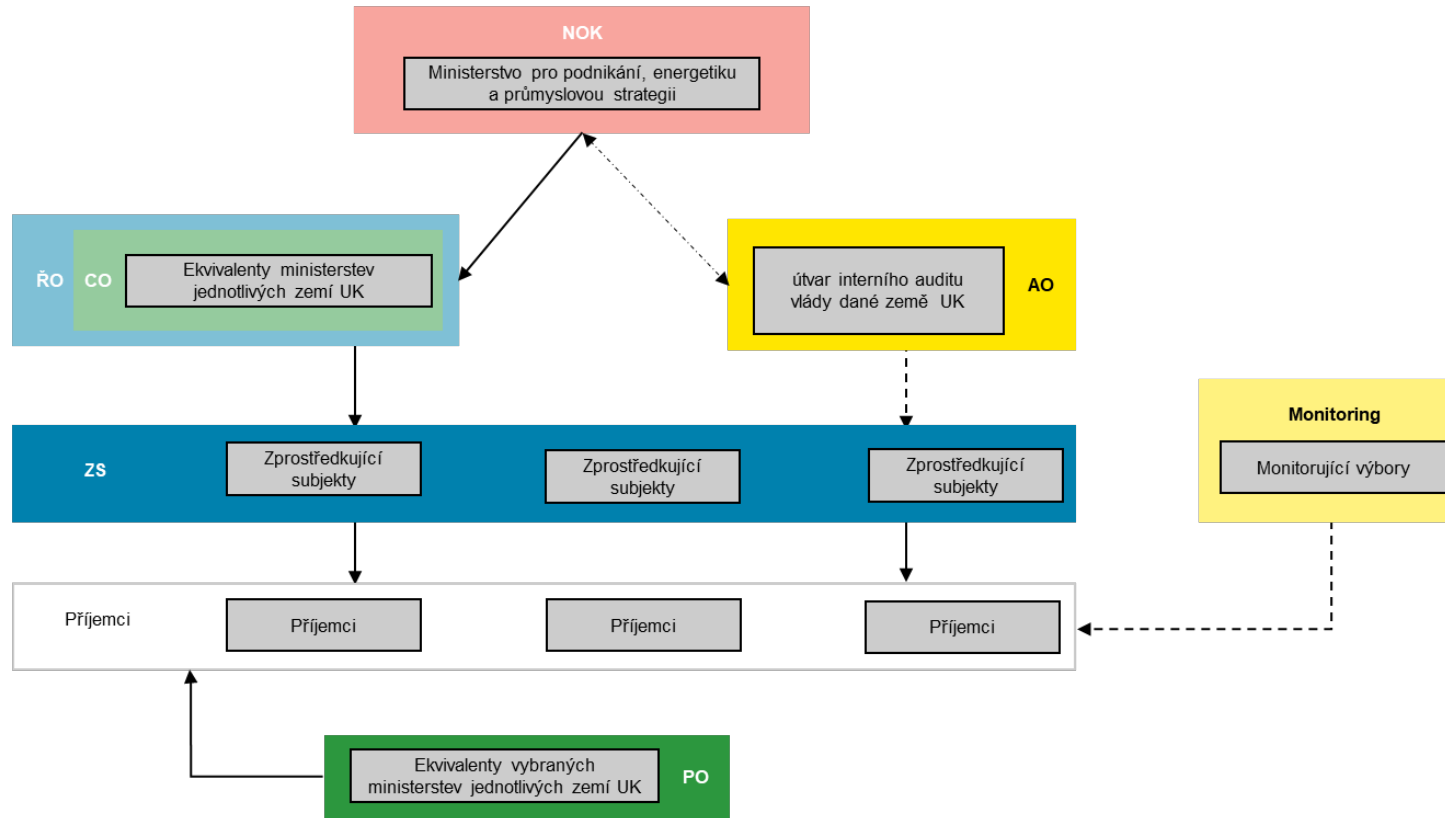 NOK
Ministerstvo pro podnikání, energetiku
a průmyslovou strategii
ŘO
CO
Ekvivalenty ministerstev
jednotlivých zemí UK
útvar interního auditu
vlády dané země UK
AO
Monitoring
Monitorující výbory
ZS
Zprostředkující
subjekty
Zprostředkující
subjekty
Zprostředkující
subjekty
Příjemci
Příjemci
Příjemci
Příjemci
Ekvivalenty vybraných
ministerstev jednotlivých zemí UK
PO